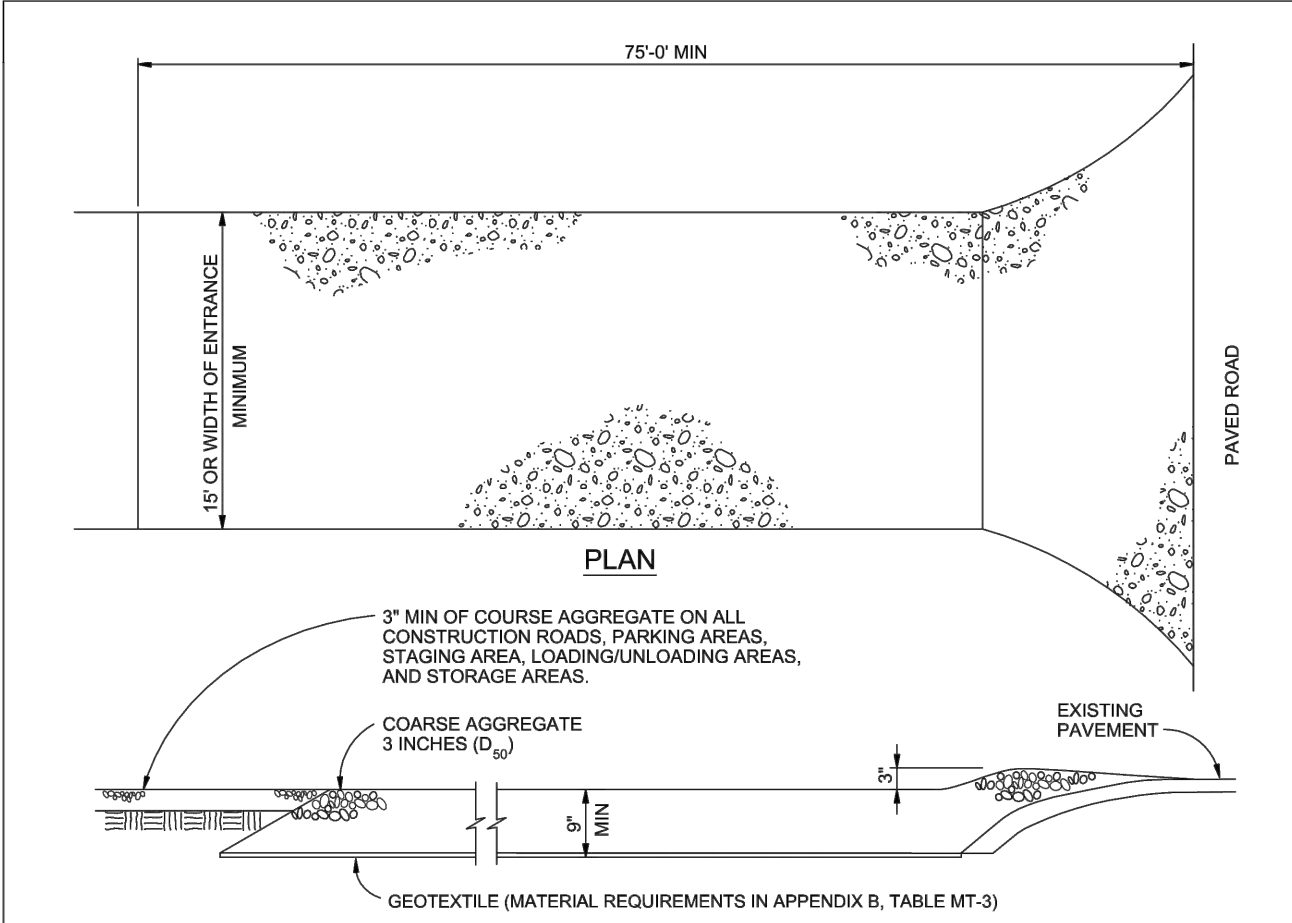 75'-0' MIN
15' OR WIDTH OF ENTRANCE
MINIMUM
PAVED ROAD
PLAN
3" MIN OF COURSE AGGREGATE ON ALL
CONSTRUCTION ROADS, PARKING AREAS,
STAGING AREA, LOADING/UNLOADING AREAS,
AND STORAGE AREAS.
COARSE AGGREGATE
3 INCHES (D50)
EXISTING
PAVEMENT
3"
9"
MIN
GEOTEXTILE (MATERIAL REQUIREMENTS IN APPENDIX B, TABLE MT-3)